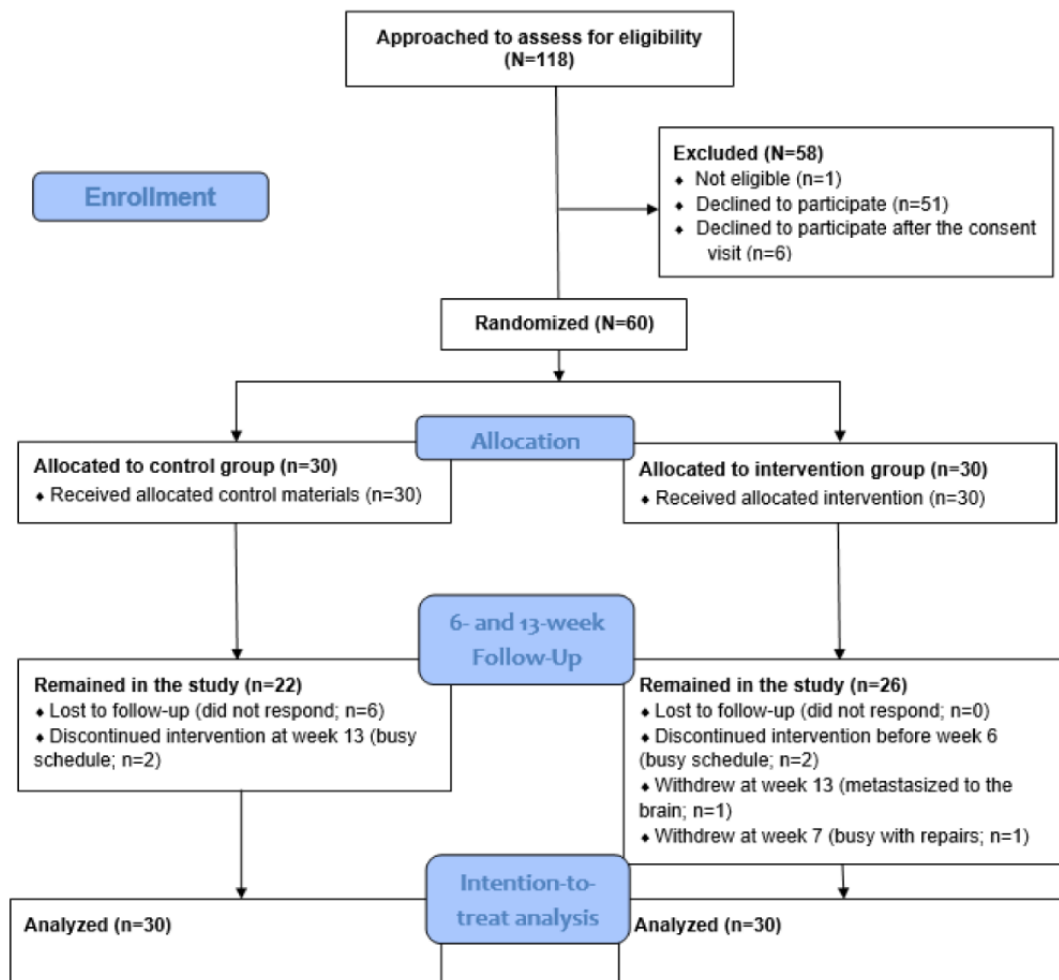 Approached to assess for eligibility
(N=118)
Excluded (N=58)
♦ Not eligible (n=1)
♦ Declined to participate (n=51)
♦ Declined to participate after the consent
visit (n=6)
Enrollment
Randomized (N=60)
Allocation
Allocated to control group (n=30)
♦ Received allocated control materials (n=30)
Allocated to intervention group (n=30)
♦ Received allocated intervention (n=30)
6- and 13-week
Follow-Up
Remained in the study (n=22)
♦ Lost to follow-up (did not respond; n=6)
♦ Discontinued intervention at week 13 (busy
schedule; n=2)
Remained in the study (n=26)
♦ Lost to follow-up (did not respond; n=0)
♦ Discontinued intervention before week 6
(busy schedule; n=2)
♦ Withdrew at week 13 (metastasized to the
brain; n=1)
♦ Withdrew at week 7 (busy with repairs; n=1)
Intention-to-
treat analysis
Analyzed (n=30)
Analyzed (n=30)